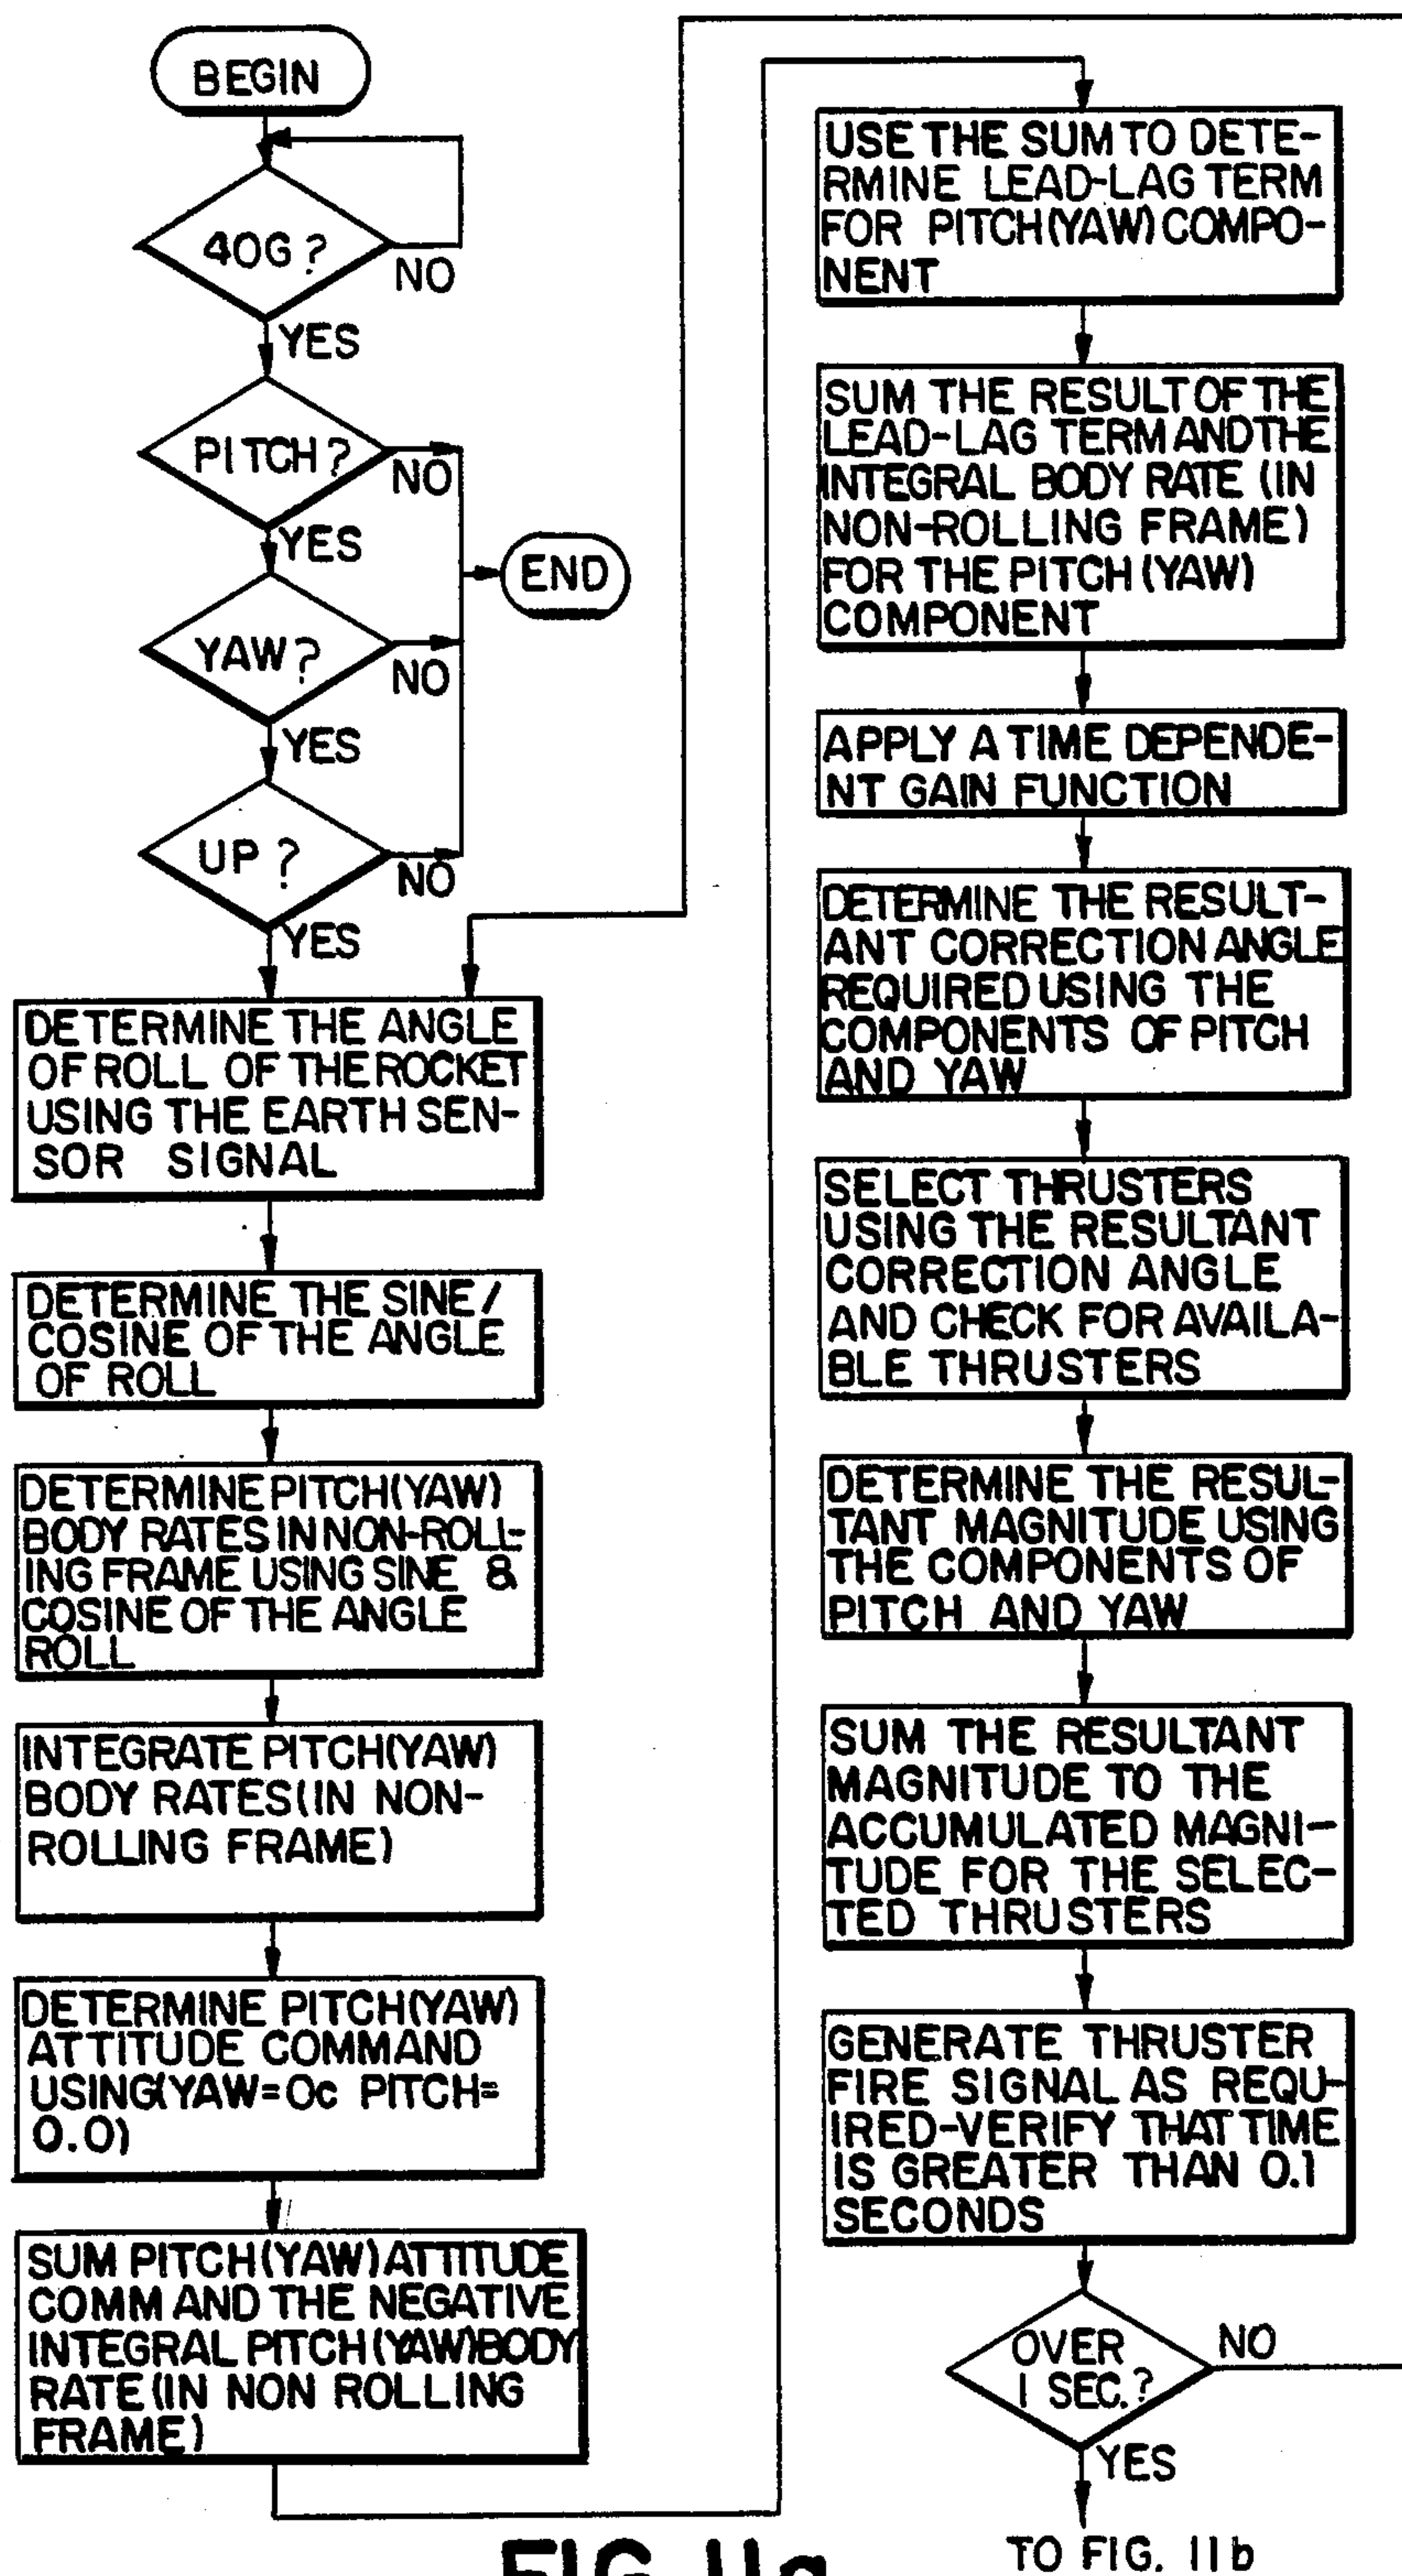 BEGIN
40G?
NO
YES
PITCH?
NO
YES
END
YAW?
NO
YES
UP?
NO
YES
DETERMINE THE ANGLE
OF ROLL OF THE ROCKET
USING THE EARTH SEN-
SOR SIGNAL
DETERMINE THE SINE/
COSINE OF THE ANGLE
OF ROLL
DETERMINE PITCH(YAW)
BODY RATES IN NON-ROLL-
ING FRAME USING SINE &
COSINE OF THE ANGLE
ROLL
INTEGRATE PITCH(YAW)
BODY RATES(IN NON-
ROLLING FRAME)
DETERMINE PITCH(YAW)
ATTITUDE COMMAND
USING(YAW=0c PITCH=
0.0)
SUM PITCH(YAW)ATTITUDE
COMM AND THE NEGATIVE
INTEGRAL PITCH(YAW)BODY
RATE(IN NON ROLLING
FRAME)
USE THE SUM TO DETE-
RMINE LEAD-LAG TERM
FOR PITCH(YAW)COMPO-
NENT
SUM THE RESULT OF THE
LEAD-LAG TERM AND THE
INTEGRAL BODY RATE (IN
NON-ROLLING FRAME)
FOR THE PITCH (YAW)
COMPONENT
APPLY A TIME DEPENDE-
NT GAIN FUNCTION
DETERMINE THE RESULT-
ANT CORRECTION ANGLE
REQUIRED USING THE
COMPONENTS OF PITCH
AND YAW
SELECT THRUSTERS
USING THE RESULTANT
CORRECTION ANGLE
AND CHECK FOR AVAILA-
BLE THRUSTERS
DETERMINE THE RESUL-
TANT MAGNITUDE USING
THE COMPONENTS OF
PITCH AND YAW
SUM THE RESULTANT
MAGNITUDE TO THE
ACCUMULATED MAGNI-
TUDE FOR THE SELEC-
TED THRUSTERS
GENERATE THRUSTER
FIRE SIGNAL AS REQU-
IRED-VERIFY THAT TIME
IS GREATER THAN 0.1
SECONDS
OVER
1 SEC.?
NO
YES
TO FIG. 11b
FIG. 11a